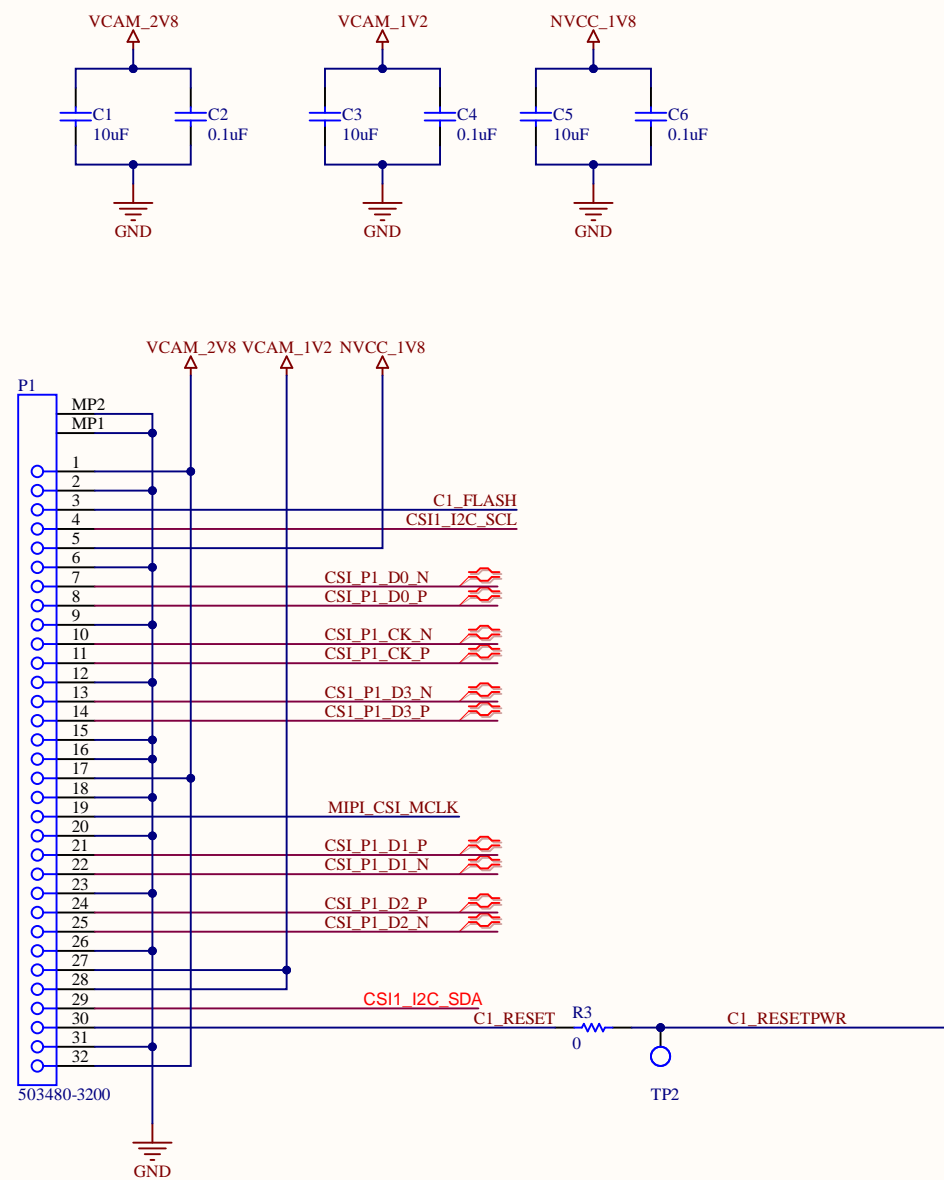 VCAM_2V8
VCAM_1V2
NVCC_1V8
C1
10uF
C2
0.1uF
C3
10uF
C4
0.1uF
C5
10uF
C6
0.1uF
GND
GND
GND
VCAM_2V8 VCAM_1V2 NVCC_1V8
P1
MP2
MP1
1
2
3 C1_FLASH
4 CSI1_I2C_SCL
5
6
7 CSI_P1_D0_N
8 CSI_P1_D0_P
9
10 CSI_P1_CK_N
11 CSI_P1_CK_P
12
13 CS1_P1_D3_N
14 CS1_P1_D3_P
15
16
17
18
19 MIPI_CSI_MCLK
20
21 CSI_P1_D1_P
22 CSI_P1_D1_N
23
24 CSI_P1_D2_P
25 CSI_P1_D2_N
26
27
28
29 CSI1_I2C_SDA
30 C1_RESET R3 C1_RESETPWR
0
31
32
503480-3200
TP2
GND